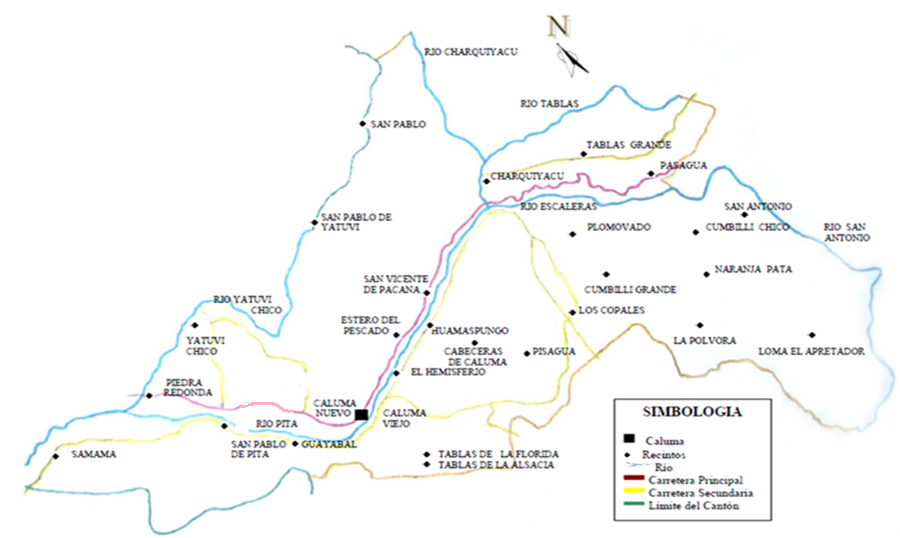 N
RIO CHARQUIYACU
RIO TABLAS
SAN PABLO
TABLAS GRANDE
PASAGUA
CHARQUIYACU
RIO ESCALERAS
SAN ANTONIO
SAN PABLO DE
YATUVI
PLOMOVADO
CUMBILLI CHICO
RIO SAN
ANTONIO
SAN VICENTE
DE PACANA
NARANJA PATA
CUMBILLI GRANDE
RIO YATUVI
CHICO
LOS COPALES
ESTERO DEL
PESCADO
HUAMASPUNGO
YATUVI
CHICO
CABECERAS
DE CALUMA
PISAGUA
LA POLVORA
LOMA EL APRETADOR
EL HEMISFERIO
PIEDRA
REDONDA
CALUMA
NUEVO
CALUMA
VIEJO
RIO PITA
SAN PABLO
DE PITA
GUAYABAL
SAMAMA
TABLAS DE LA FLORIDA
TABLAS DE LA ALSACIA
SIMBOLOGIA
Caluma
Recintos
Río
Carretera Principal
Carretera Secundaria
Límite del Cantón